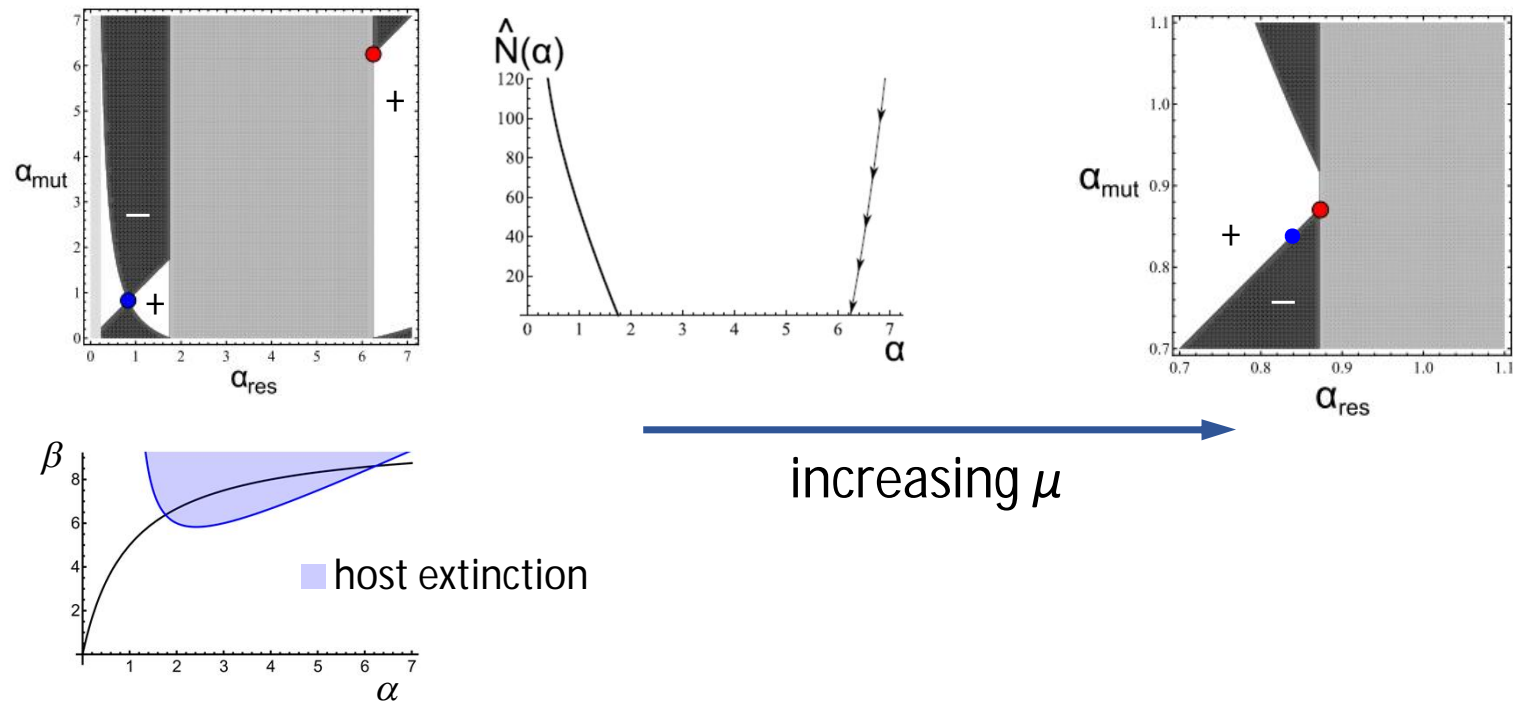 7
6
5
4
3
2
1
0
α_mut
+
−
+
0 1 2 3 4 5 6 7
α_res
N̂(α)
120
100
80
60
40
20
0 1 2 3 4 5 6 7
α
1.1
1.0
0.9
0.8
0.7
α_mut
+
−
0.7 0.8 0.9 1.0 1.1
α_res
increasing μ
β
8
6
4
2
1 2 3 4 5 6 7
α
host extinction